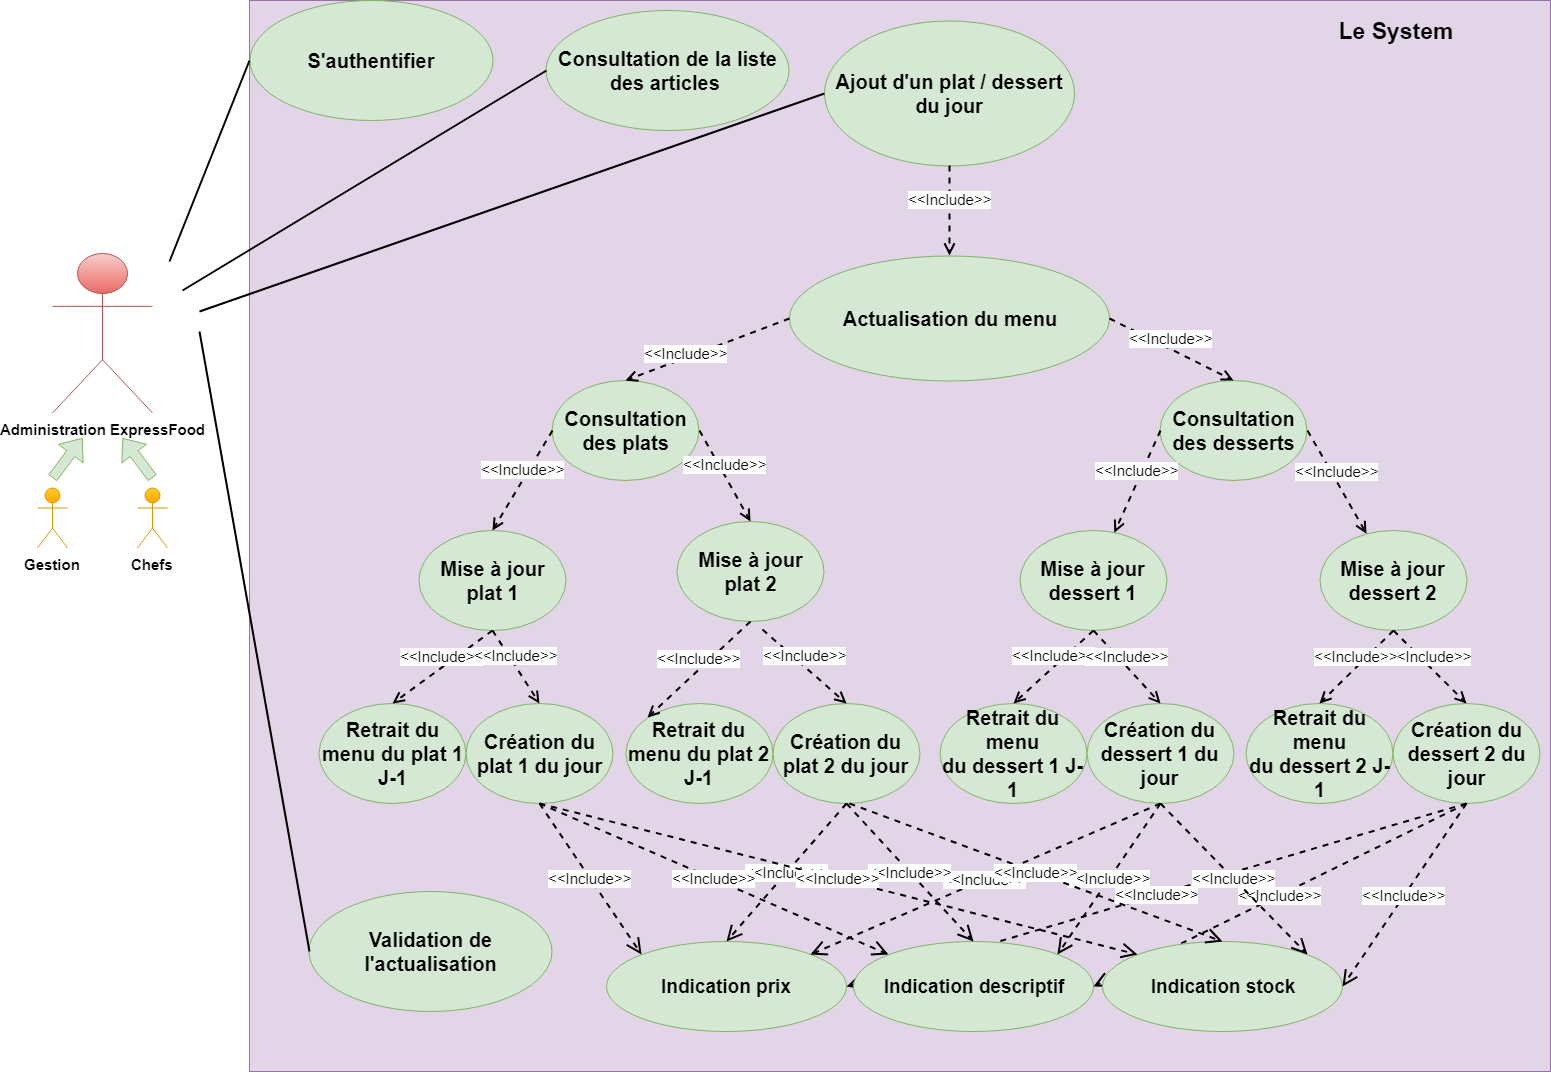 Le System
S'authentifier
Consultation de la liste
des articles
Ajout d'un plat / dessert
du jour
<<Include>>
Actualisation du menu
<<Include>>
<<Include>>
Consultation
des plats
Consultation
des desserts
Administration ExpressFood
<<Include>>
<<Include>>
<<Include>>
<<Include>>
Gestion
Chefs
Mise à jour
plat 1
Mise à jour
plat 2
Mise à jour
dessert 1
Mise à jour
dessert 2
<<Include>>
<<Include>>
<<Include>>
<<Include>>
<<Include>>
<<Include>>
<<Include>>
<<Include>>
Retrait du
menu du plat 1
J-1
Création du
plat 1 du jour
Retrait du
menu du plat 2
J-1
Création du
plat 2 du jour
Retrait du
menu
du dessert 1 J-
1
Création du
dessert 1 du
jour
Retrait du
menu
du dessert 2 J-
1
Création du
dessert 2 du
jour
<<Include>>
<<Include>>
<<Include>>
<<Include>>
<<Include>>
<<Include>>
<<Include>>
<<Include>>
<<Include>>
<<Include>>
<<Include>>
<<Include>>
Validation de
l'actualisation
Indication prix
Indication descriptif
Indication stock